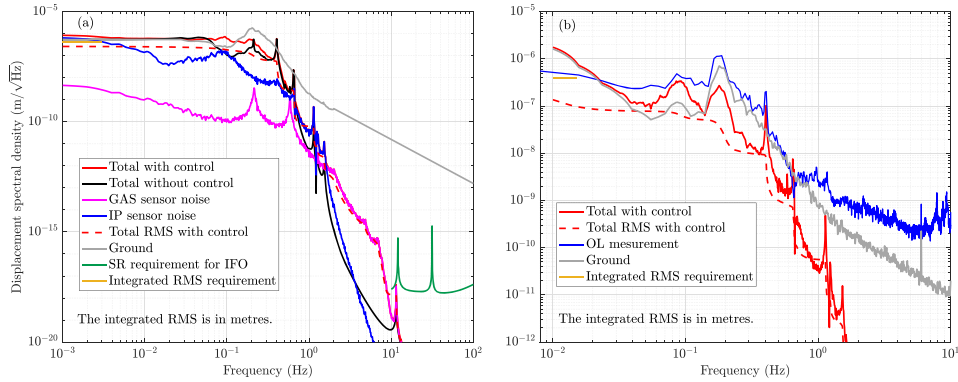 (a)
Displacement spectral density (m/√Hz)
10^-5
10^-10
10^-15
10^-20
Total with control
Total without control
GAS sensor noise
IP sensor noise
Total RMS with control
Ground
SR requirement for IFO
Integrated RMS requirement
The integrated RMS is in metres.
10^-3 10^-2 10^-1 10^0 10^1 10^2
Frequency (Hz)
(b)
10^-5
10^-6
10^-7
10^-8
10^-9
10^-10
10^-11
10^-12
Total with control
Total RMS with control
OL mesurement
Ground
Integrated RMS requirement
The integrated RMS is in metres.
10^-2 10^-1 10^0 10^1
Frequency (Hz)